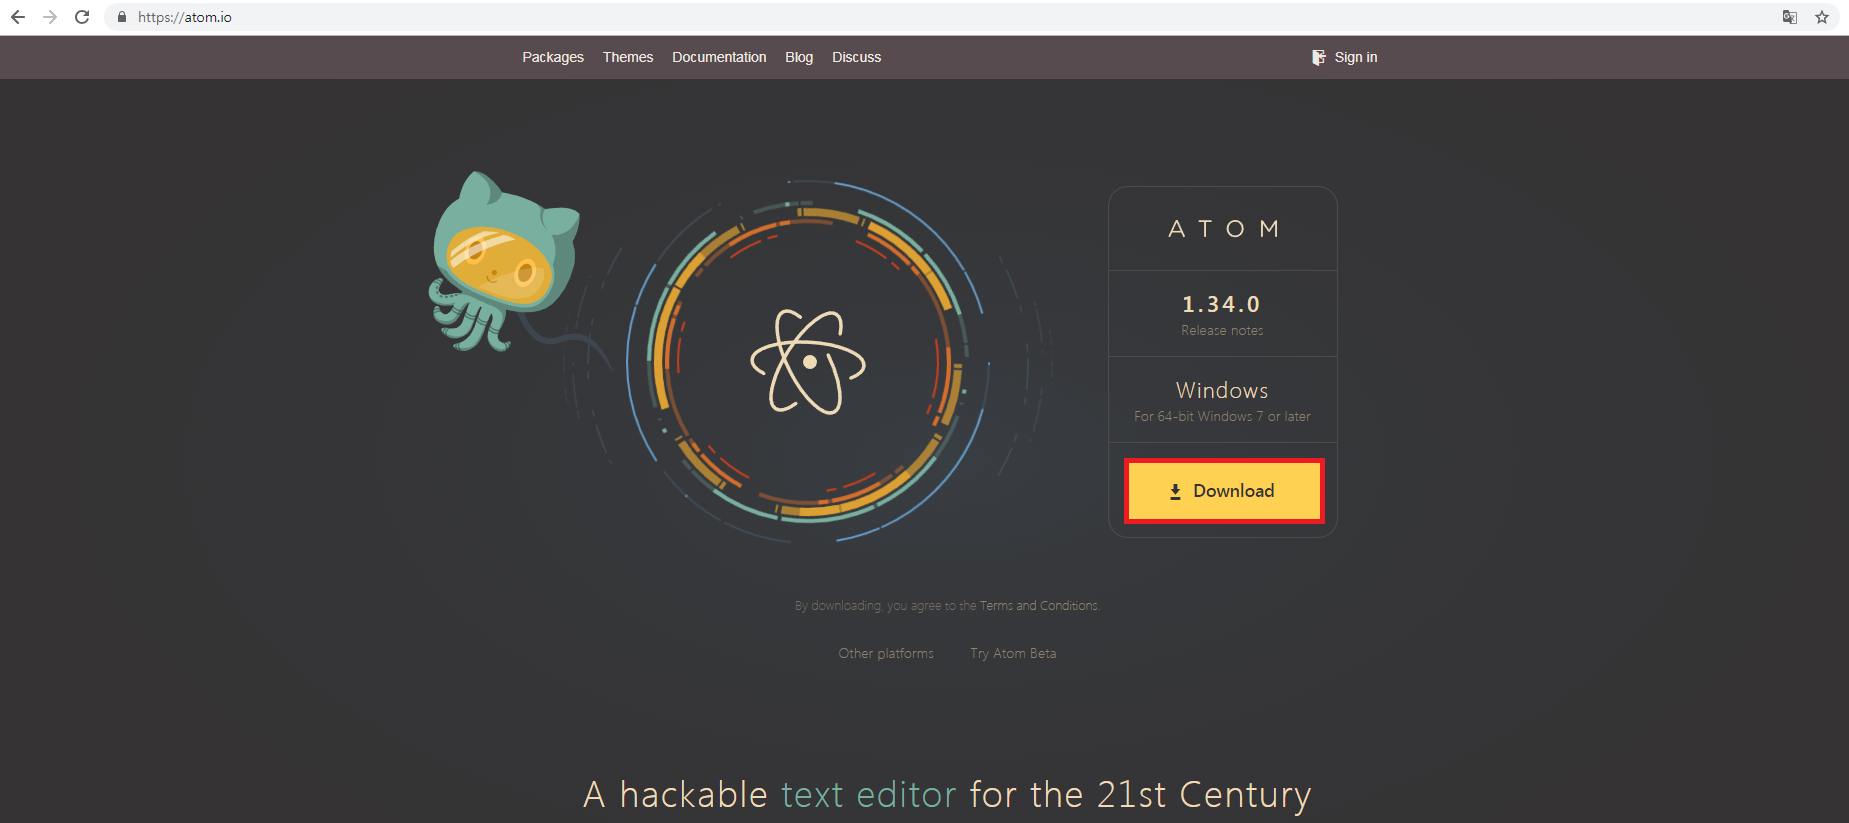 https://atom.io
Packages Themes Documentation Blog Discuss Sign in
ATOM
1.34.0
Release notes
Windows
For 64-bit Windows 7 or later
Download
By downloading, you agree to the Terms and Conditions.
Other platforms Try Atom Beta
A hackable text editor for the 21st Century